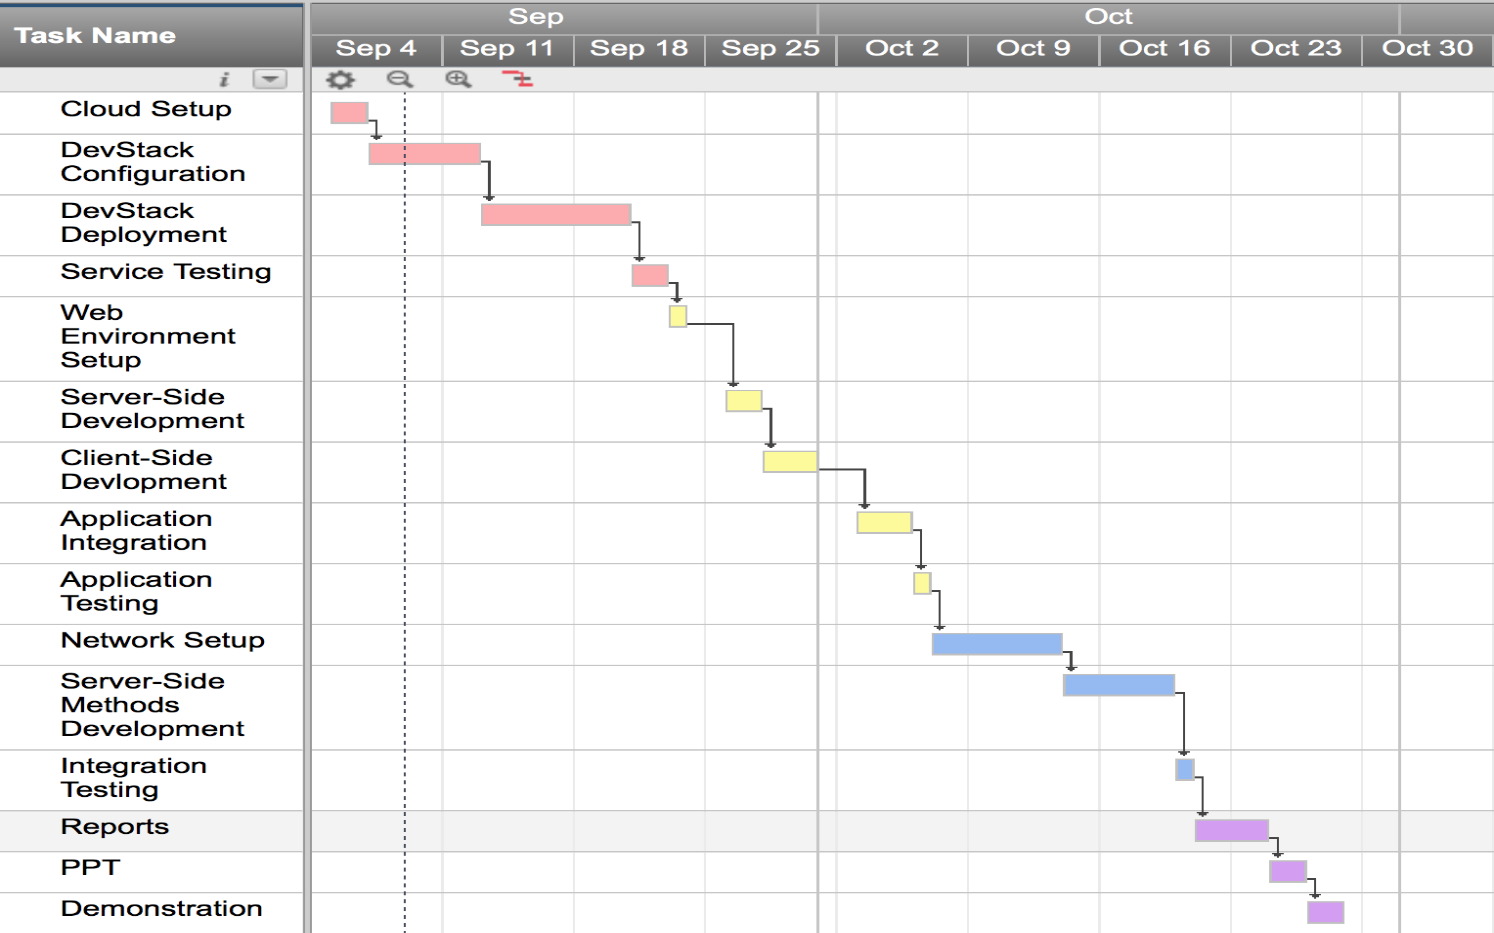 Sep Oct
Task Name
Sep 4 Sep 11 Sep 18 Sep 25 Oct 2 Oct 9 Oct 16 Oct 23 Oct 30
i
Cloud Setup
DevStack
Configuration
DevStack
Deployment
Service Testing
Web
Environment
Setup
Server-Side
Development
Client-Side
Devlopment
Application
Integration
Application
Testing
Network Setup
Server-Side
Methods
Development
Integration
Testing
Reports
PPT
Demonstration